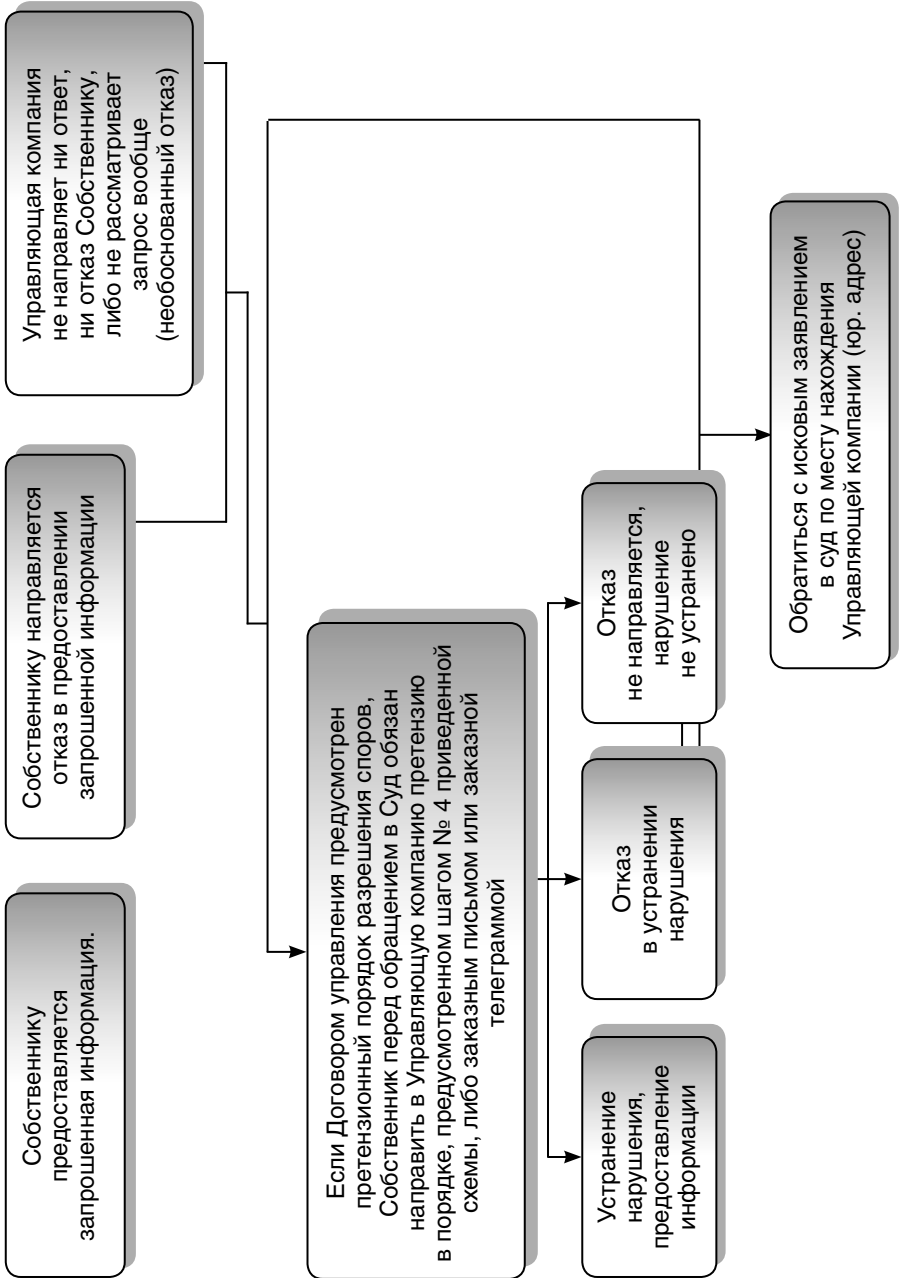 Собственнику
предоставляется
запрошенная информация.
Собственнику направляется
отказ в предоставлении
запрошенной информации
Управляющая компания
не направляет ни ответ,
ни отказ Собственнику,
либо не рассматривает
запрос вообще
(необоснованный отказ)
Если Договором управления предусмотрен
претензионный порядок разрешения споров,
Собственник перед обращением в Суд обязан
направить в Управляющую компанию претензию
в порядке, предусмотренном шагом № 4 приведенной
схемы, либо заказным письмом или заказной
телеграммой
Устранение
нарушения,
предоставление
информации
Отказ
в устранении
нарушения
Отказ
не направляется,
нарушение
не устранено
Обратиться с исковым заявлением
в суд по месту нахождения
Управляющей компании (юр. адрес)